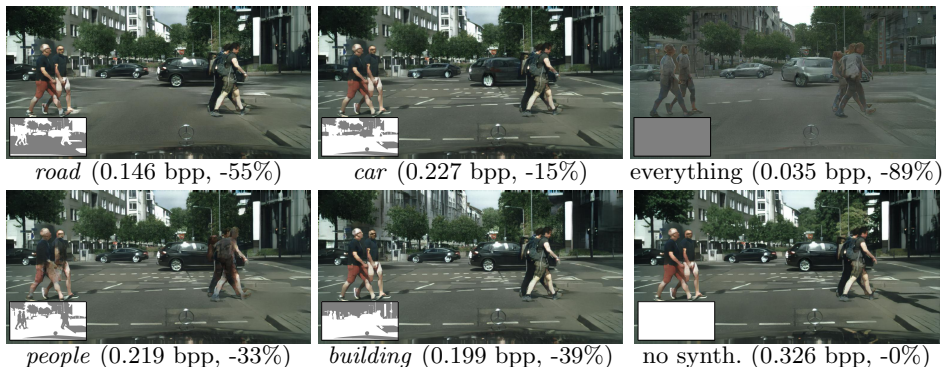 road (0.146 bpp, -55%)
car (0.227 bpp, -15%)
everything (0.035 bpp, -89%)
people (0.219 bpp, -33%)
building (0.199 bpp, -39%)
no synth. (0.326 bpp, -0%)